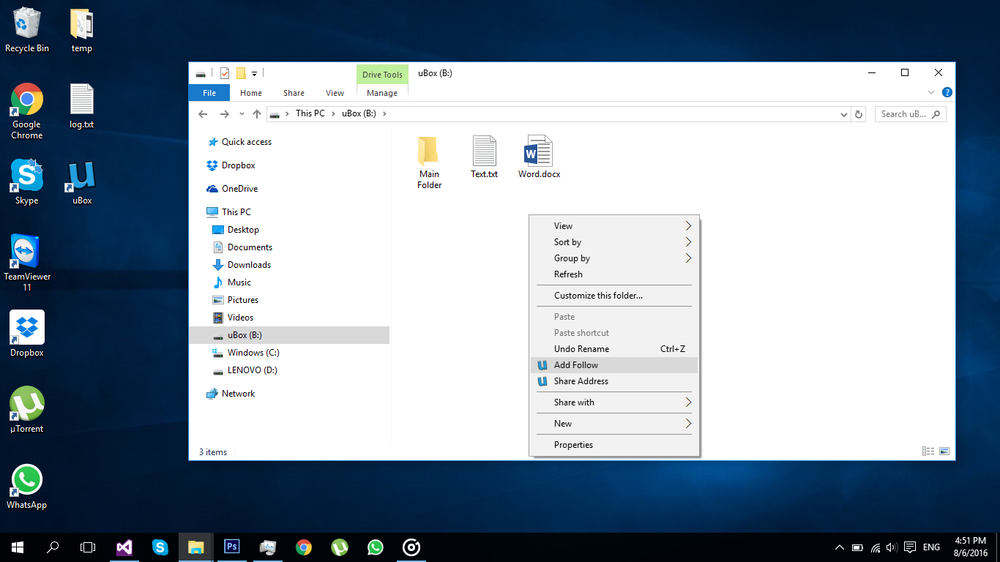 Recycle Bin
temp
Google
Chrome
log.txt
Skype
uBox
TeamViewer
11
Dropbox
µTorrent
WhatsApp
Drive Tools
uBox (B:)
File
Home
Share
View
Manage
This PC
uBox (B:)
Search uB...
Quick access
Dropbox
OneDrive
This PC
Desktop
Documents
Downloads
Music
Pictures
Videos
uBox (B:)
Windows (C:)
LENOVO (D:)
Network
Main
Folder
Text.txt
Word.docx
View
Sort by
Group by
Refresh
Customize this folder...
Paste
Paste shortcut
Undo Rename Ctrl+Z
Add Follow
Share Address
Share with
New
Properties
3 items
Ps
ENG
4:51 PM
8/6/2016